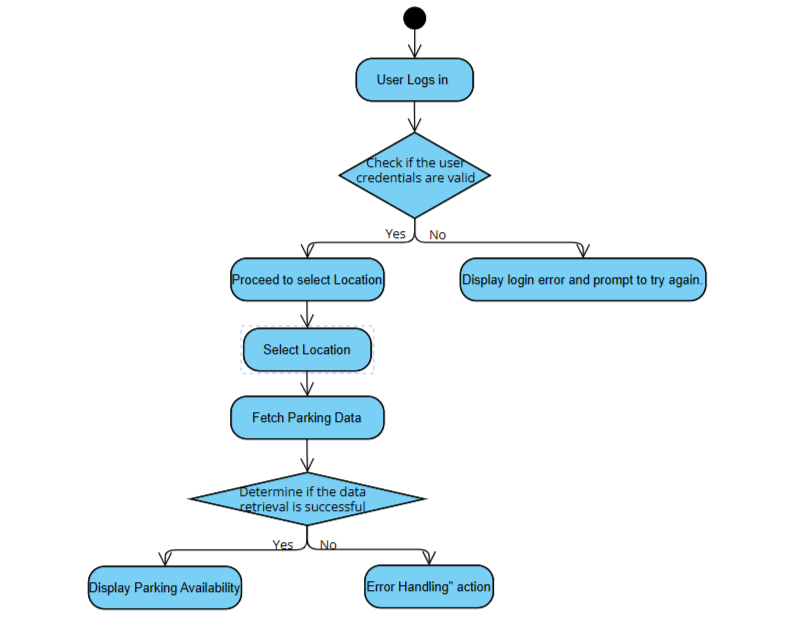 User Logs in
Check if the user
credentials are valid
Yes
No
Proceed to select Location
Display login error and prompt to try again.
Select Location
Fetch Parking Data
Determine if the data
retrieval is successful
Yes
No
Display Parking Availability
Error Handling" action